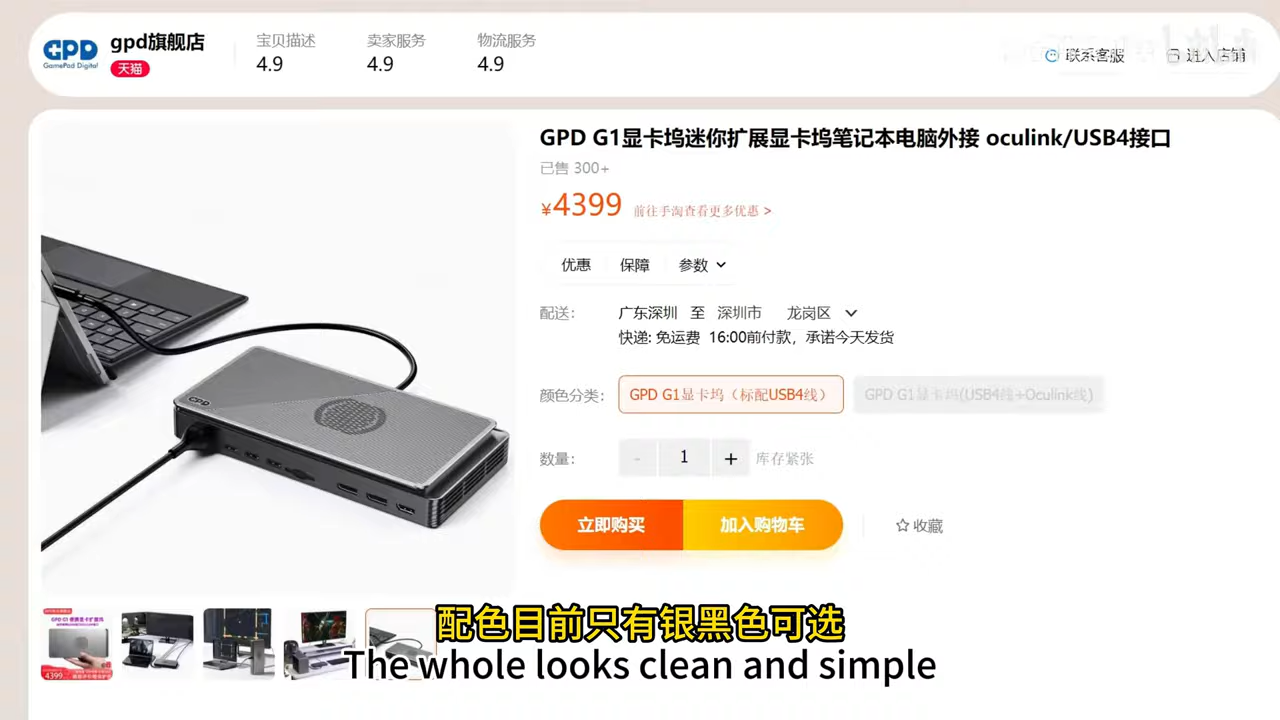 GPD
GamePad Digital
gpd旗舰店
天猫
宝贝描述
4.9
卖家服务
4.9
物流服务
4.9
联系客服
进入店铺
GPD G1显卡坞迷你扩展显卡坞笔记本电脑外接 oculink/USB4接口
已售 300+
¥4399 前往手淘查看更多优惠 >
优惠 保障 参数
配送: 广东深圳 至 深圳市 龙岗区
快递: 免运费 16:00前付款，承诺今天发货
颜色分类: GPD G1显卡坞（标配USB4线） GPD G1显卡坞(USB4线+Oculink线)
数量: - 1 + 库存紧张
立即购买 加入购物车 收藏
GPD
4399
配色目前只有银黑色可选
The whole looks clean and simple